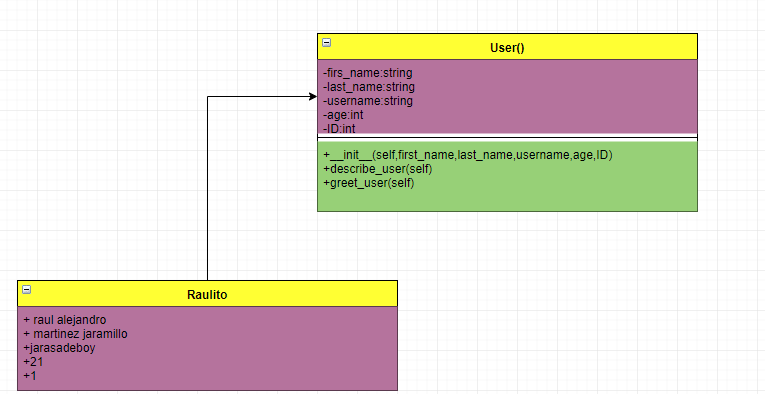 User()
-firs_name:string
-last_name:string
-username:string
-age:int
-ID:int
+__init__(self,first_name,last_name,username,age,ID)
+describe_user(self)
+greet_user(self)
Raulito
+ raul alejandro
+ martinez jaramillo
+jarasadeboy
+21
+1